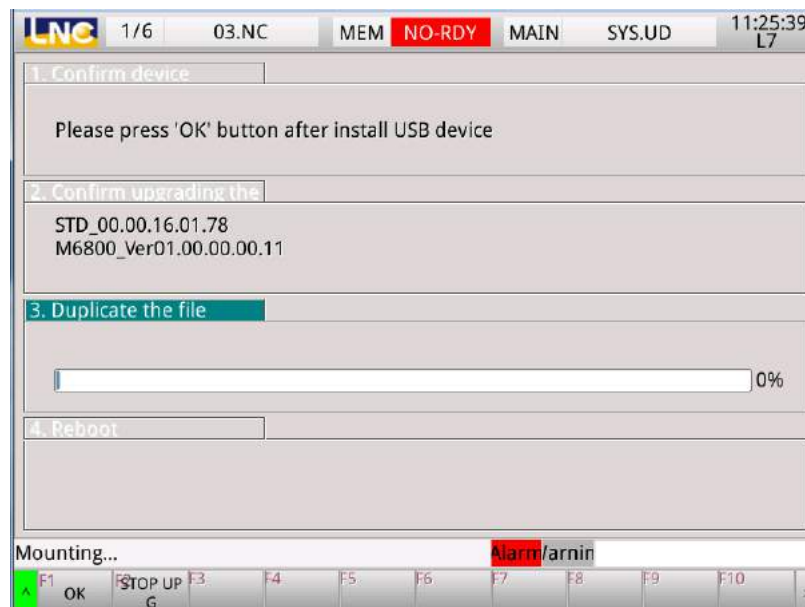 LNC 1/6 03.NC MEM NO-RDY MAIN SYS.UD 11:25:39
L7
1. Confirm device
Please press 'OK' button after install USB device
2. Confirm upgrading the
STD_00.00.16.01.78
M6800_Ver01.00.00.00.11
3. Duplicate the file
0%
4. Reboot
Mounting... Alarm/arnin
^ F1 OK F2 STOP UP F3 F4 F5 F6 F7 F8 F9 F10
G